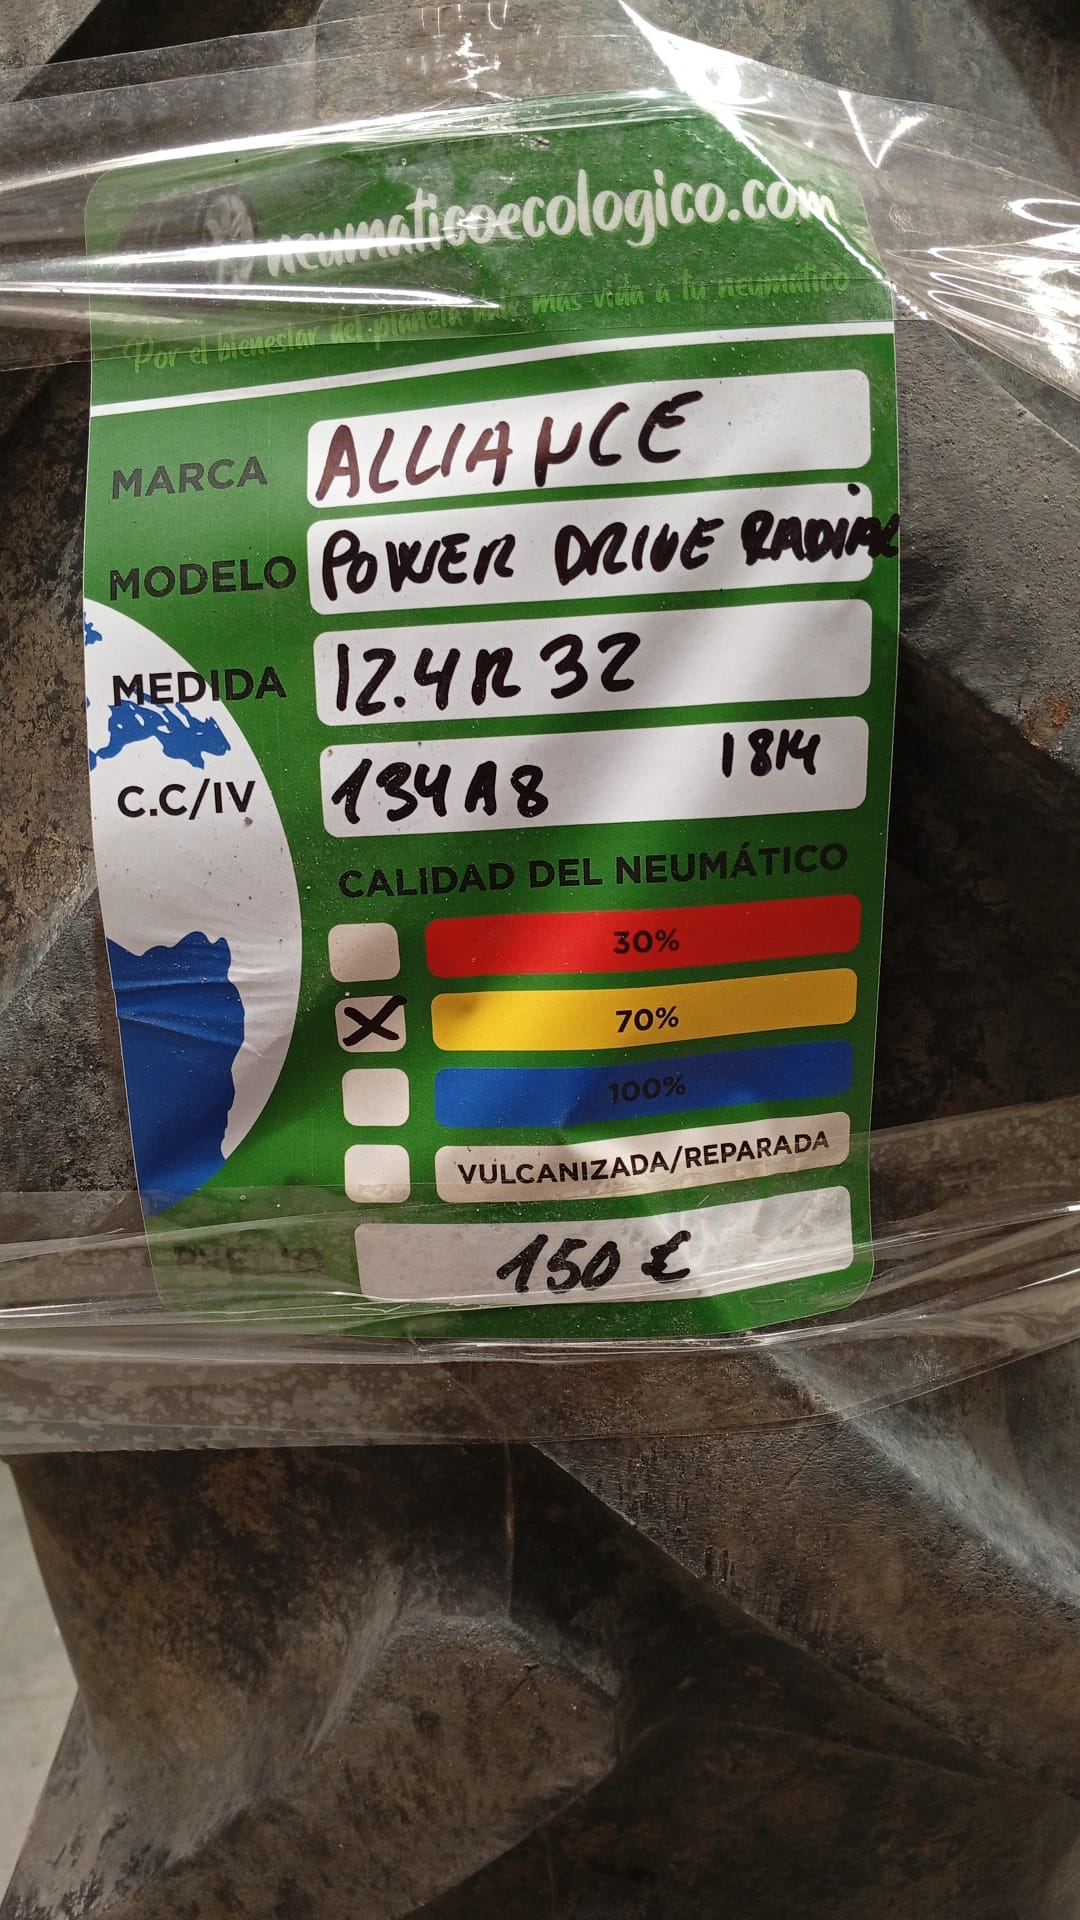 neumaticoecologico.com
"Por el bienestar del planeta dale más vida a tu neumático
MARCA ALLIANCE
MODELO POWER DRIVE RADIAL
MEDIDA 12.4R32
C.C/IV 134A8 1814
CALIDAD DEL NEUMÁTICO
30%
X 70%
100%
VULCANIZADA/REPARADA
PRECIO 150 €